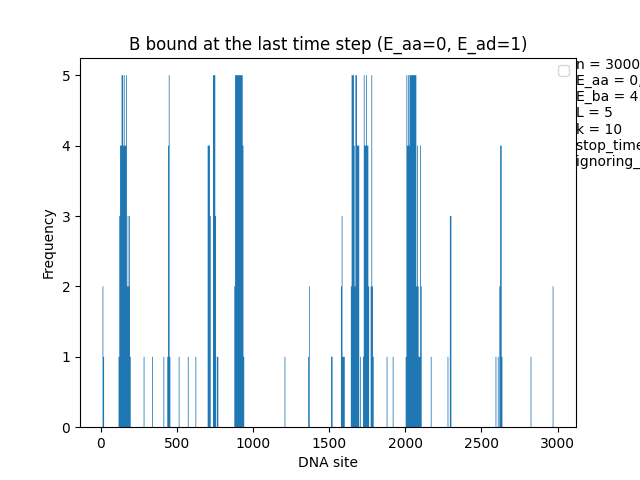 B bound at the last time step (E_aa=0, E_ad=1)
n = 3000
E_aa = 0,
E_ba = 4
L = 5
k = 10
stop_time
ignoring_
Frequency
5
4
3
2
1
0
0 500 1000 1500 2000 2500 3000
DNA site